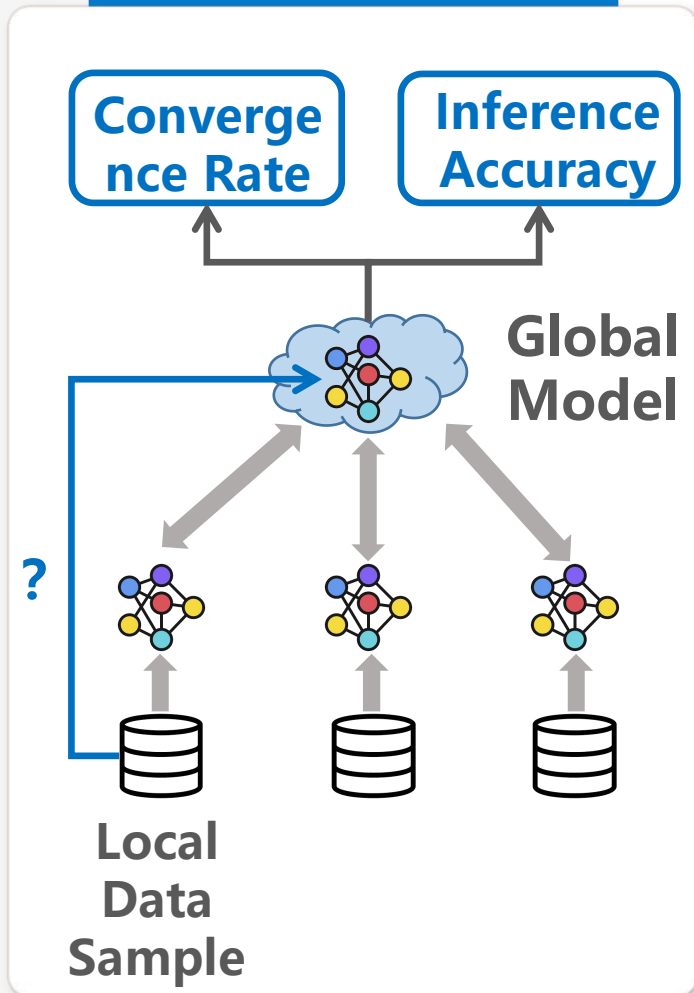 Converge
nce Rate
Inference
Accuracy
Global
Model
?
Local
Data
Sample